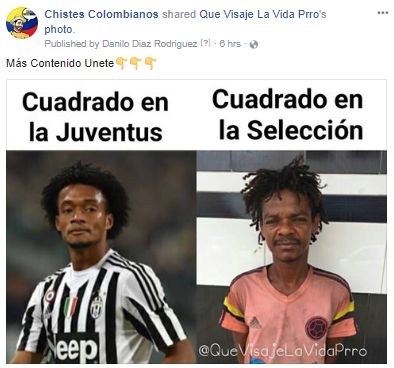 Chistes Colombianos shared Que Visaje La Vida Prro's
photo.
Published by Danilo Diaz Rodriguez [?] · 6 hrs ·
Más Contenido Unete👇👇👇
Cuadrado en
la Juventus
Cuadrado en
la Selección
Jeep
@QueVisajeLaVidaPrro